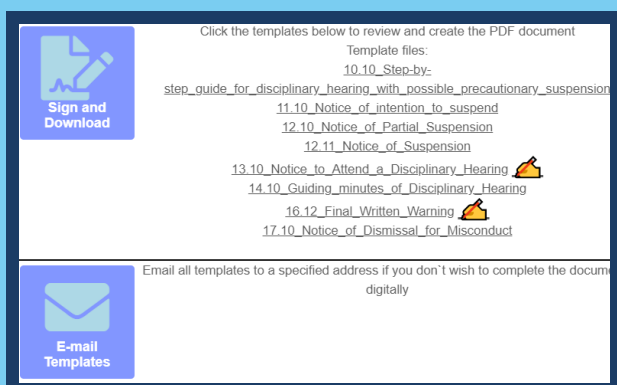 Click the templates below to review and create the PDF document
Template files:
10.10_Step-by-
step_guide_for_disciplinary_hearing_with_possible_precautionary_suspension
11.10_Notice_of_intention_to_suspend
12.10_Notice_of_Partial_Suspension
12.11_Notice_of_Suspension
13.10_Notice_to_Attend_a_Disciplinary_Hearing
14.10_Guiding_minutes_of_Disciplinary_Hearing
16.12_Final_Written_Warning
17.10_Notice_of_Dismissal_for_Misconduct
Sign and
Download
Email all templates to a specified address if you don`t wish to complete the docume
digitally
E-mail
Templates